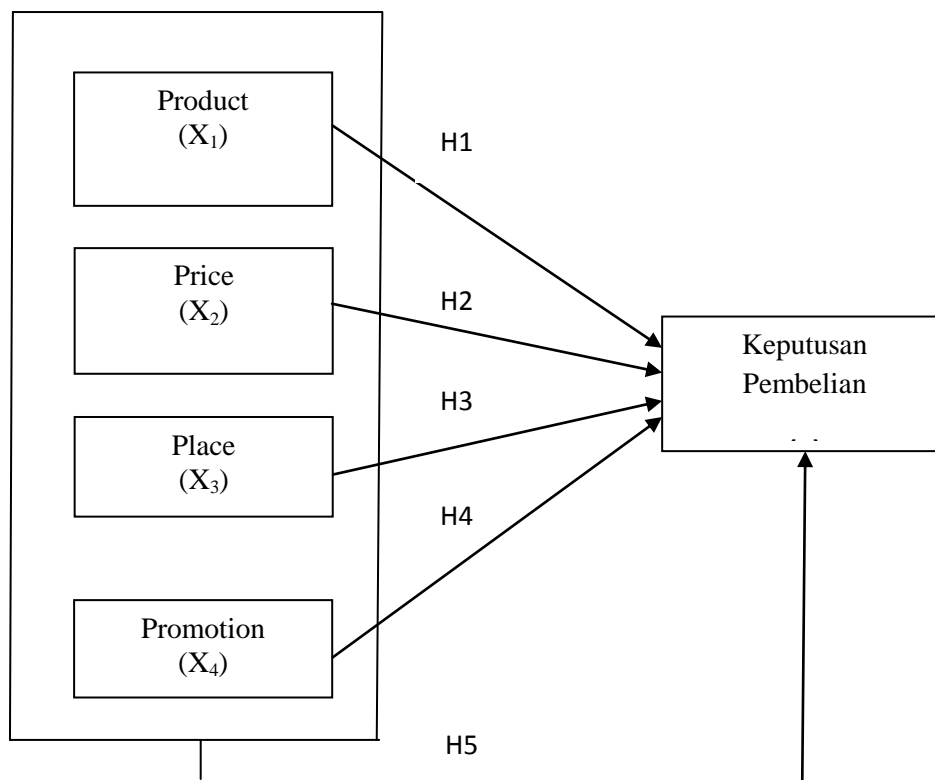 Product
(X₁)
H1
Price
(X₂)
H2
Keputusan
Pembelian
H3
Place
(X₃)
H4
Promotion
(X₄)
H5